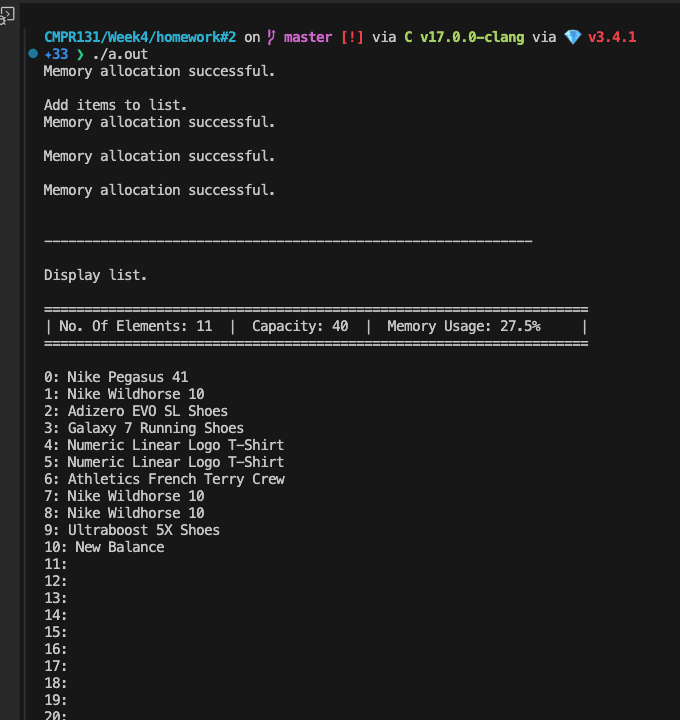 CMPR131/Week4/homework#2 on master [!] via C v17.0.0-clang via 💎 v3.4.1
✦33 ❯ ./a.out
Memory allocation successful.
Add items to list.
Memory allocation successful.
Memory allocation successful.
Memory allocation successful.
-------------------------------------------------------------
Display list.
====================================================================
| No. Of Elements: 11  |  Capacity: 40  |  Memory Usage: 27.5%     |
====================================================================
0: Nike Pegasus 41
1: Nike Wildhorse 10
2: Adizero EVO SL Shoes
3: Galaxy 7 Running Shoes
4: Numeric Linear Logo T-Shirt
5: Numeric Linear Logo T-Shirt
6: Athletics French Terry Crew
7: Nike Wildhorse 10
8: Nike Wildhorse 10
9: Ultraboost 5X Shoes
10: New Balance
11:
12:
13:
14:
15:
16:
17:
18:
19:
20: